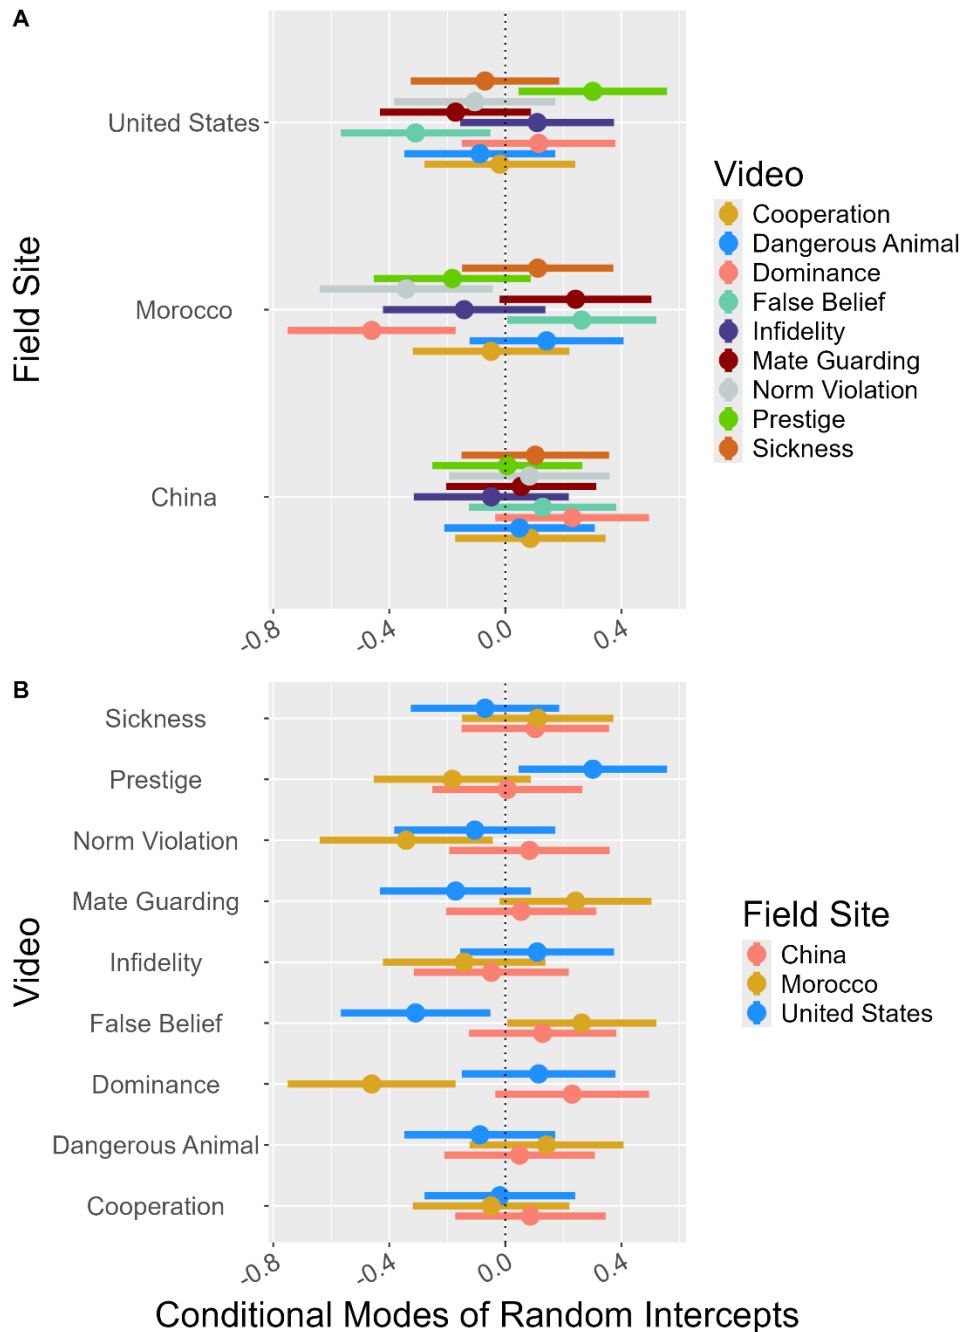 A
Field Site
United States
Morocco
China
-0.8
-0.4
0.0
0.4
Video
Cooperation
Dangerous Animal
Dominance
False Belief
Infidelity
Mate Guarding
Norm Violation
Prestige
Sickness
B
Video
Sickness
Prestige
Norm Violation
Mate Guarding
Infidelity
False Belief
Dominance
Dangerous Animal
Cooperation
-0.8
-0.4
0.0
0.4
Field Site
China
Morocco
United States
Conditional Modes of Random Intercepts